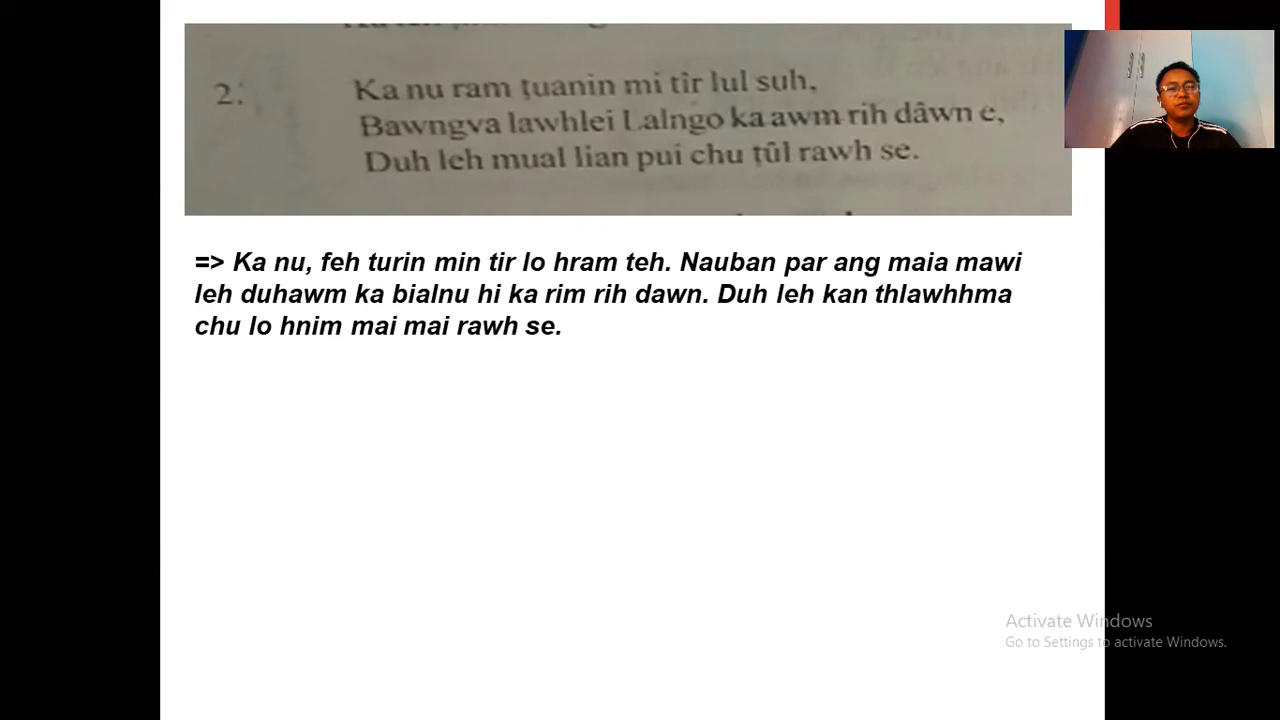 2. Ka nu ram ṭuanin mi tîr lul suh,
Bawngva lawhlei Lalngo ka awm rih dâwn e,
Duh leh mual lian pui chu ṭûl rawh se.
=> Ka nu, feh turin min tir lo hram teh. Nauban par ang maia mawi
leh duhawm ka bialnu hi ka rim rih dawn. Duh leh kan thlawhhma
chu lo hnim mai mai rawh se.
Activate Windows
Go to Settings to activate Windows.